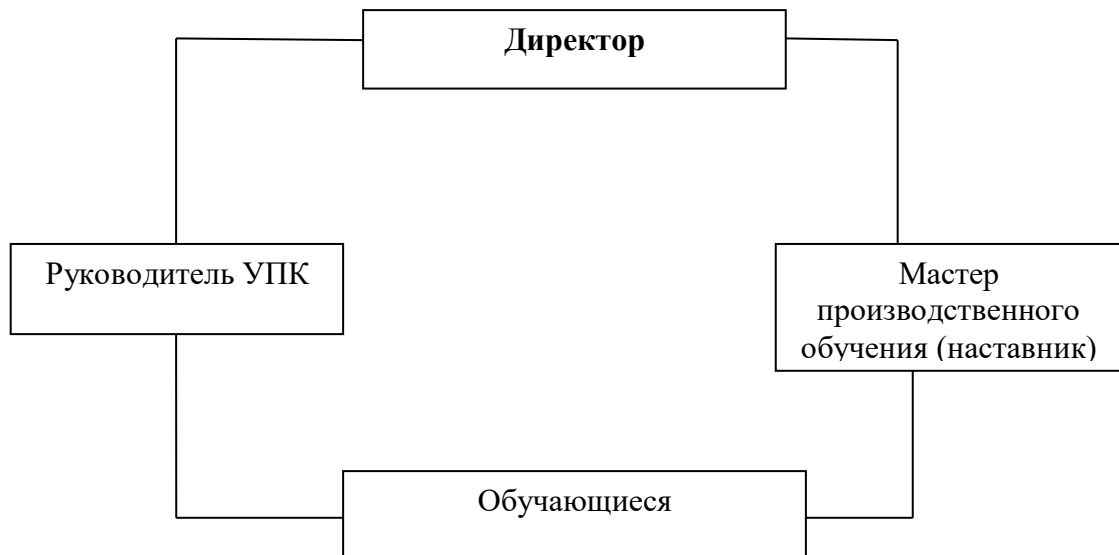 Директор
Руководитель УПК
Мастер
производственного
обучения (наставник)
Обучающиеся